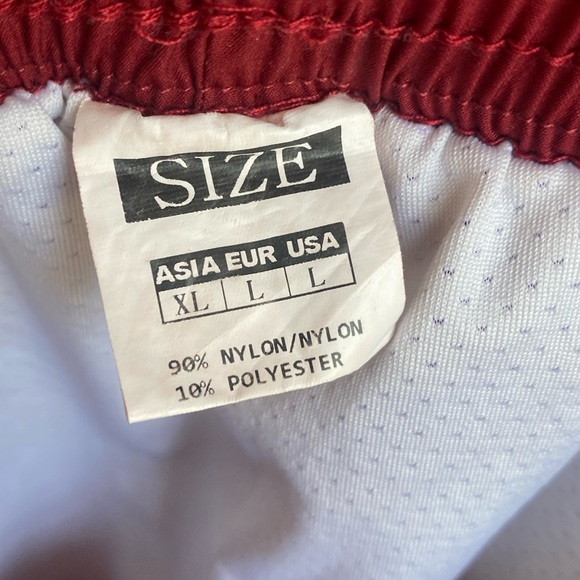 SIZE
ASIA EUR USA
XL L L
90% NYLON/NYLON
10% POLYESTER